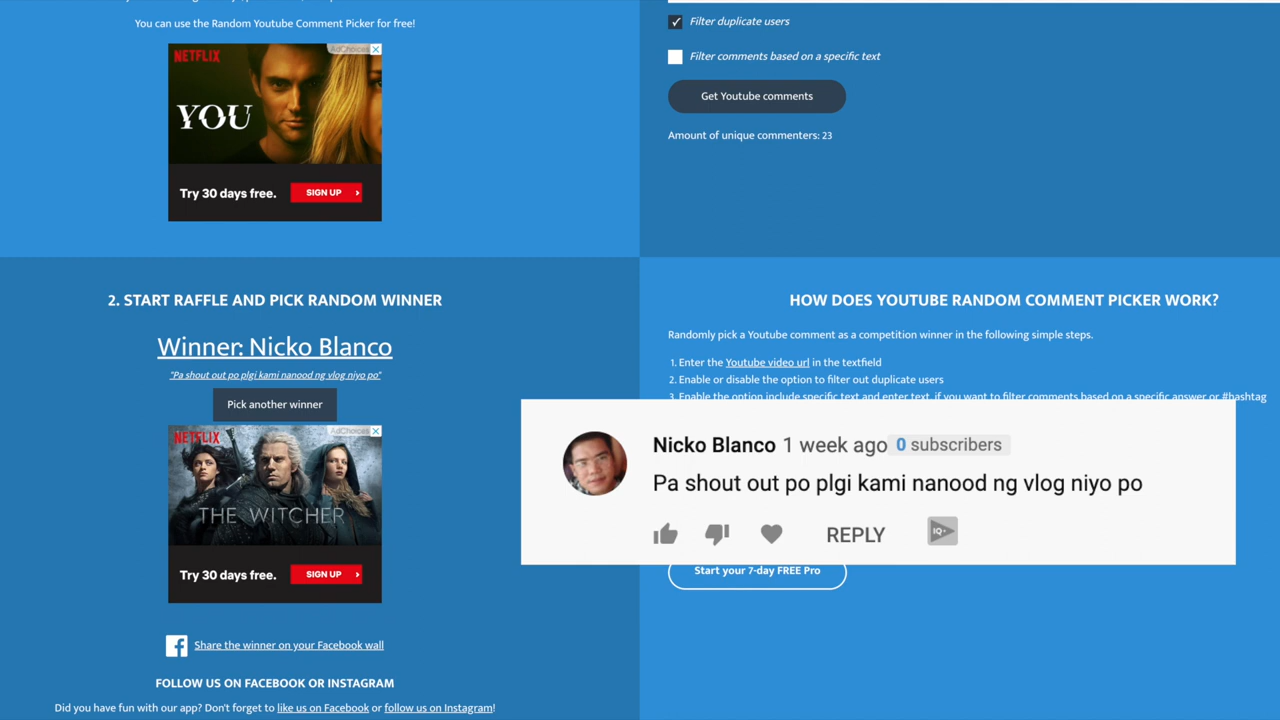 You can use the Random Youtube Comment Picker for free!
NETFLIX
AdChoices
YOU
Try 30 days free.
SIGN UP
Filter duplicate users
Filter comments based on a specific text
Get Youtube comments
Amount of unique commenters: 23
2. START RAFFLE AND PICK RANDOM WINNER
Winner: Nicko Blanco
"Pa shout out po plgi kami nanood ng vlog niyo po"
Pick another winner
NETFLIX
AdChoices
THE WITCHER
Try 30 days free.
SIGN UP
Share the winner on your Facebook wall
FOLLOW US ON FACEBOOK OR INSTAGRAM
Did you have fun with our app? Don't forget to like us on Facebook or follow us on Instagram!
HOW DOES YOUTUBE RANDOM COMMENT PICKER WORK?
Randomly pick a Youtube comment as a competition winner in the following simple steps.
1. Enter the Youtube video url in the textfield
2. Enable or disable the option to filter out duplicate users
3. Enable the option include specific text and enter text, if you want to filter comments based on a specific answer or #hashtag
Nicko Blanco 1 week ago 0 subscribers
Pa shout out po plgi kami nanood ng vlog niyo po
REPLY
IQ+
Start your 7-day FREE Pro